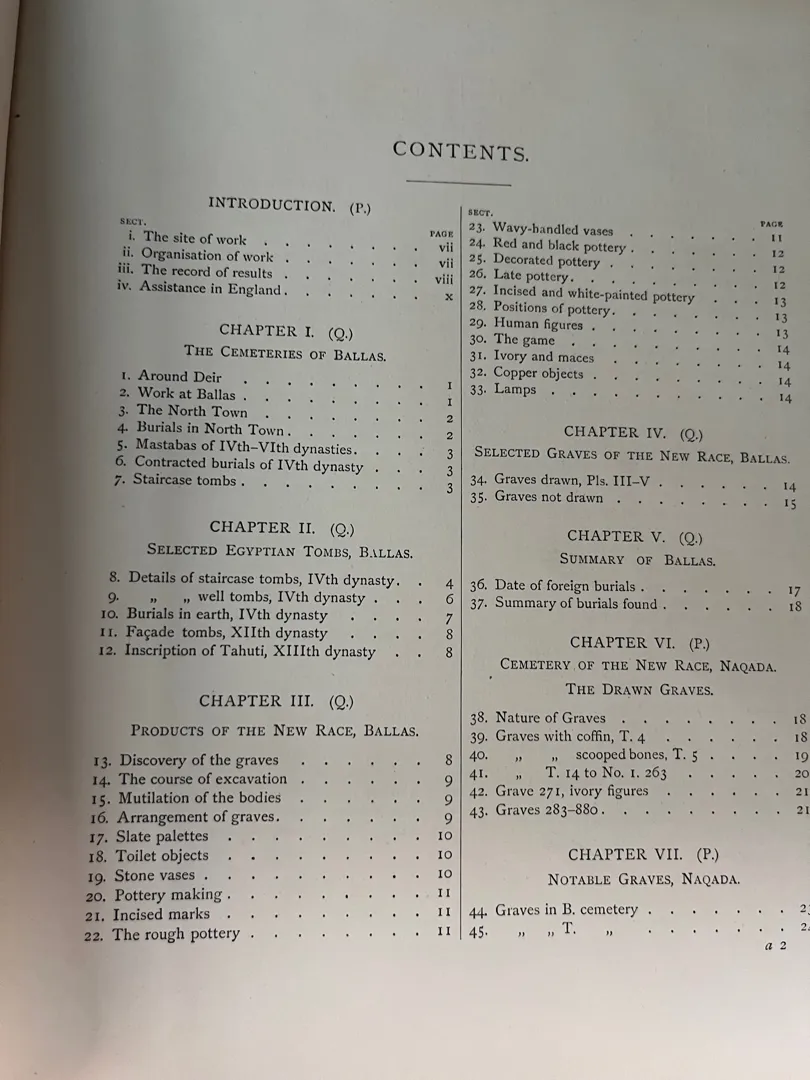 CONTENTS.
INTRODUCTION. (P.)
SECT. PAGE
i. The site of work . . . . . . . vii
ii. Organisation of work . . . . . . vii
iii. The record of results . . . . . . viii
iv. Assistance in England . . . . . . x
CHAPTER I. (Q.)
THE CEMETERIES OF BALLAS.
1. Around Deir . . . . . . . . 1
2. Work at Ballas . . . . . . . . 1
3. The North Town . . . . . . . 2
4. Burials in North Town . . . . . . 2
5. Mastabas of IVth–VIth dynasties . . . . 3
6. Contracted burials of IVth dynasty . . . 3
7. Staircase tombs . . . . . . . . 3
CHAPTER II. (Q.)
SELECTED EGYPTIAN TOMBS, BALLAS.
8. Details of staircase tombs, IVth dynasty . . 4
9. „ „ well tombs, IVth dynasty . . . 6
10. Burials in earth, IVth dynasty . . . . 7
11. Façade tombs, XIIth dynasty . . . . 8
12. Inscription of Tahuti, XIIIth dynasty . . 8
CHAPTER III. (Q.)
PRODUCTS OF THE NEW RACE, BALLAS.
13. Discovery of the graves . . . . . . 8
14. The course of excavation . . . . . . 9
15. Mutilation of the bodies . . . . . . 9
16. Arrangement of graves . . . . . . 9
17. Slate palettes . . . . . . . . 10
18. Toilet objects . . . . . . . . 10
19. Stone vases . . . . . . . . . 10
20. Pottery making . . . . . . . . 11
21. Incised marks . . . . . . . . 11
22. The rough pottery . . . . . . . 11
SECT. PAGE
23. Wavy-handled vases . . . . . . 11
24. Red and black pottery . . . . . . 12
25. Decorated pottery . . . . . . . 12
26. Late pottery . . . . . . . . 12
27. Incised and white-painted pottery . . . 13
28. Positions of pottery . . . . . . . 13
29. Human figures . . . . . . . . 13
30. The game . . . . . . . . 14
31. Ivory and maces . . . . . . . 14
32. Copper objects . . . . . . . . 14
33. Lamps . . . . . . . . . 14
CHAPTER IV. (Q.)
SELECTED GRAVES OF THE NEW RACE, BALLAS.
34. Graves drawn, Pls. III–V . . . . . . 14
35. Graves not drawn . . . . . . . . 15
CHAPTER V. (Q.)
SUMMARY OF BALLAS.
36. Date of foreign burials . . . . . . . 17
37. Summary of burials found . . . . . . 18
CHAPTER VI. (P.)
CEMETERY OF THE NEW RACE, NAQADA.
THE DRAWN GRAVES.
38. Nature of Graves . . . . . . . . 18
39. Graves with coffin, T. 4 . . . . . . 18
40. „ „ scooped bones, T. 5 . . . . 19
41. „ T. 14 to No. 1. 263 . . . . . 20
42. Grave 271, ivory figures . . . . . . 21
43. Graves 283–880 . . . . . . . . 21
CHAPTER VII. (P.)
NOTABLE GRAVES, NAQADA.
44. Graves in B. cemetery . . . . . . .
45. „ „ T. „ . . . . . . .
a 2